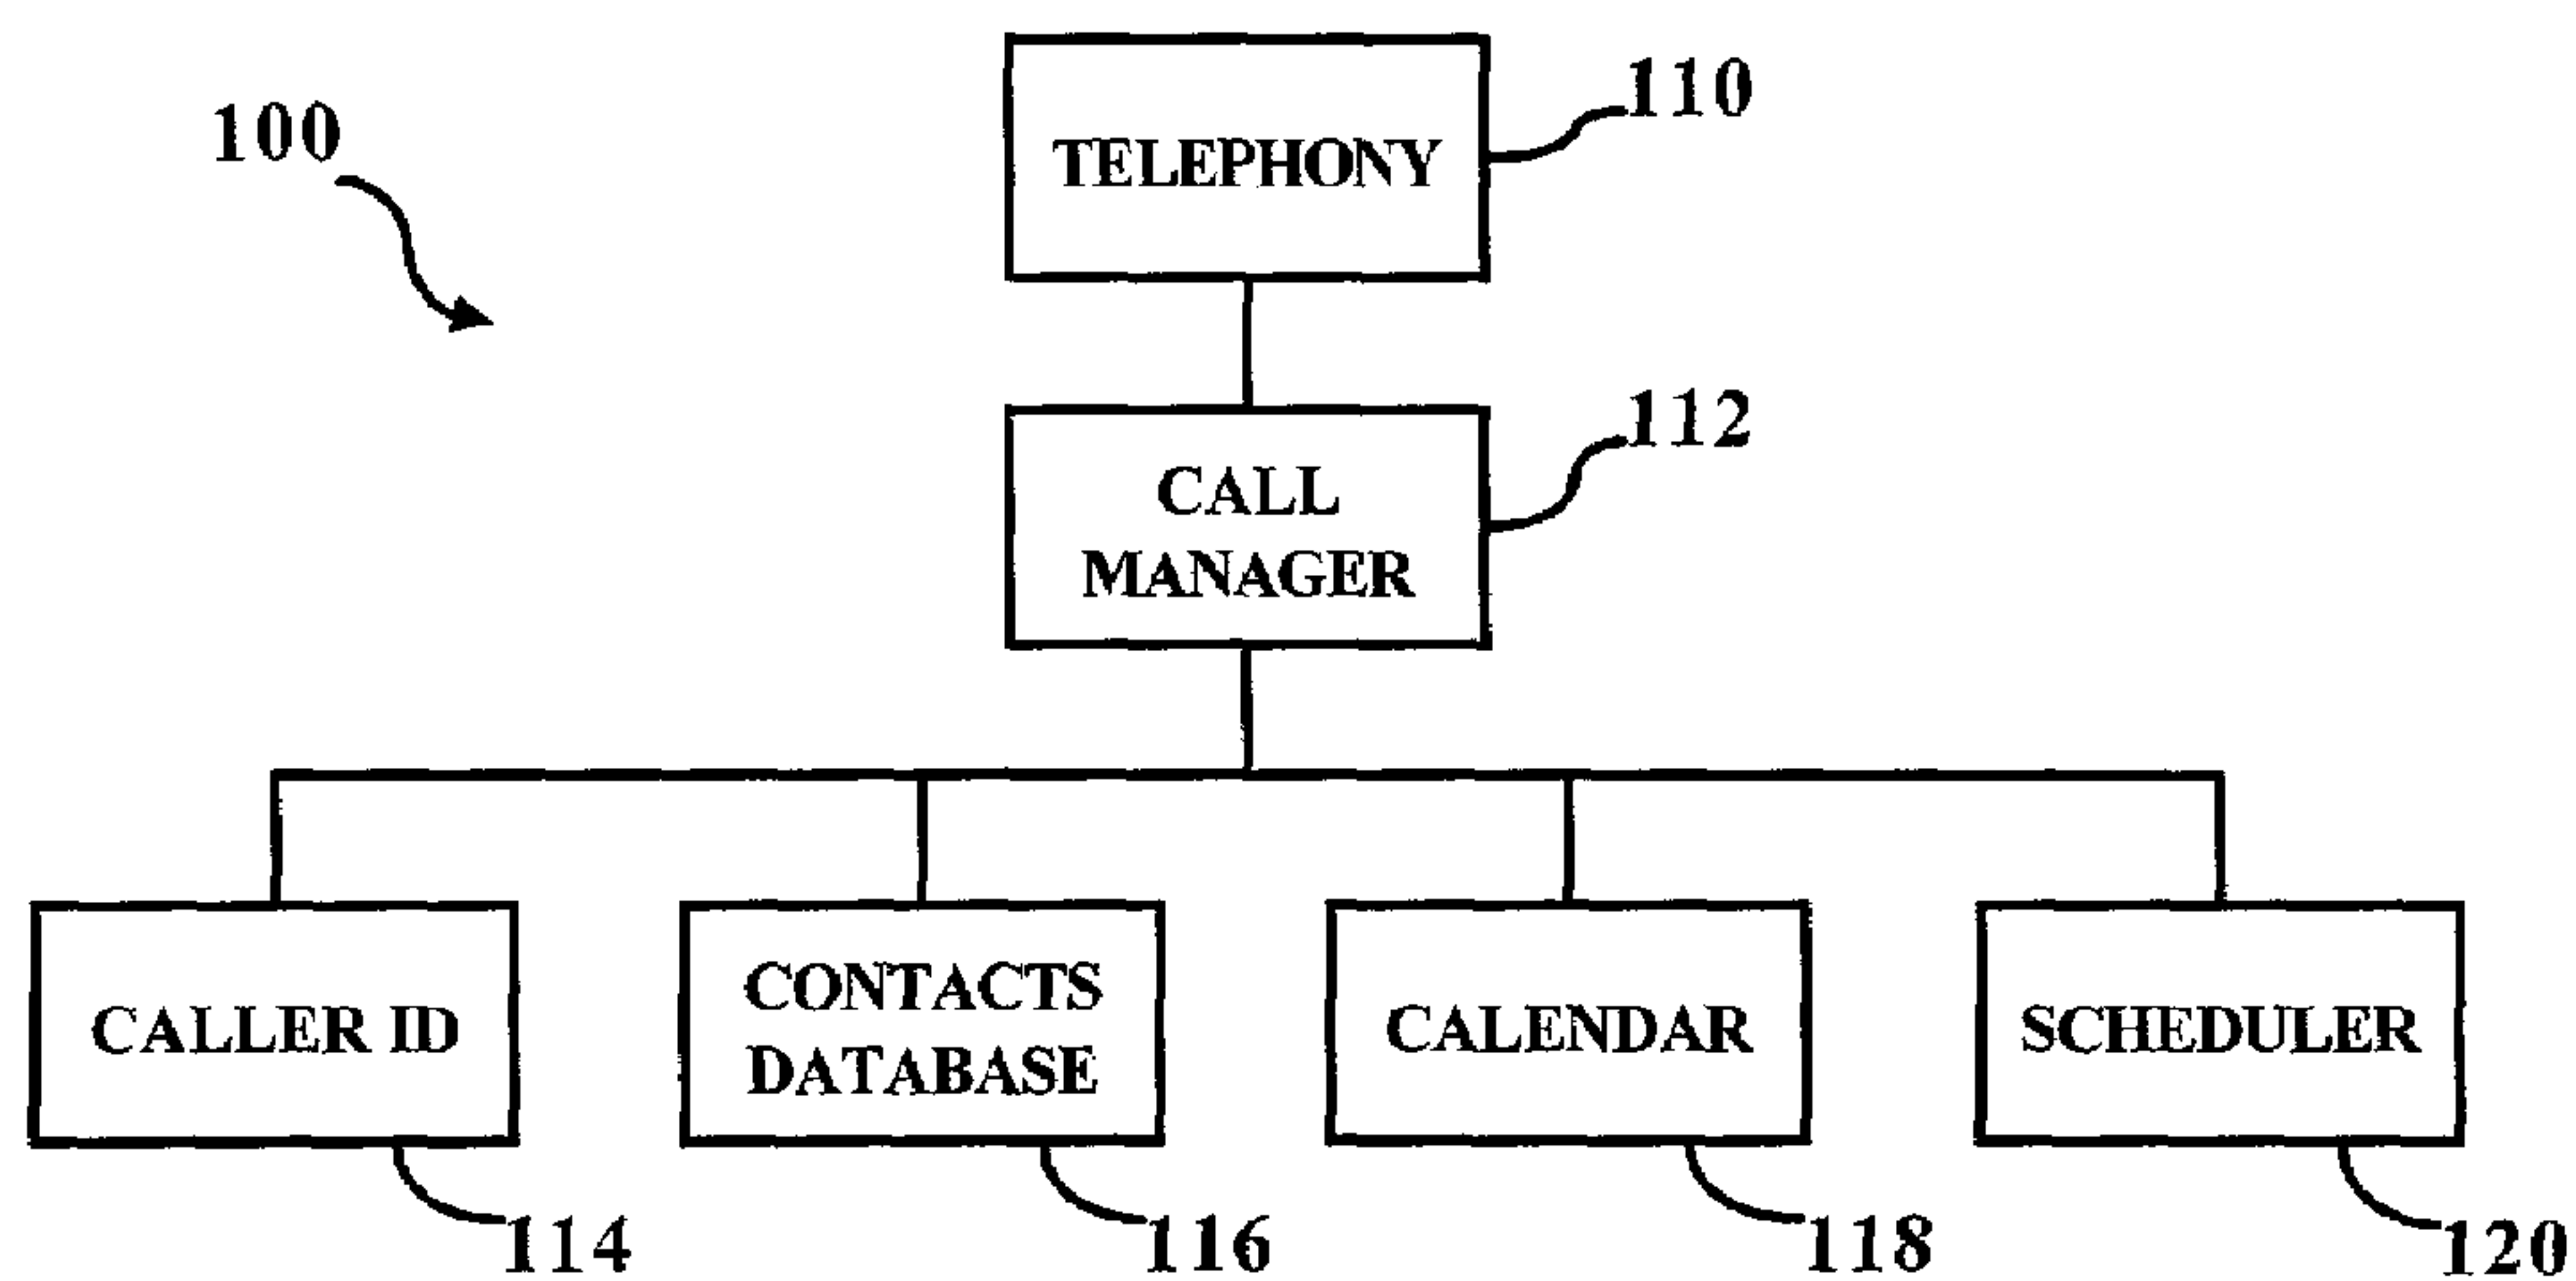 110
100
TELEPHONY
112
CALL
MANAGER
CALLER ID
CONTACTS
DATABASE
CALENDAR
SCHEDULER
114
116
118
120